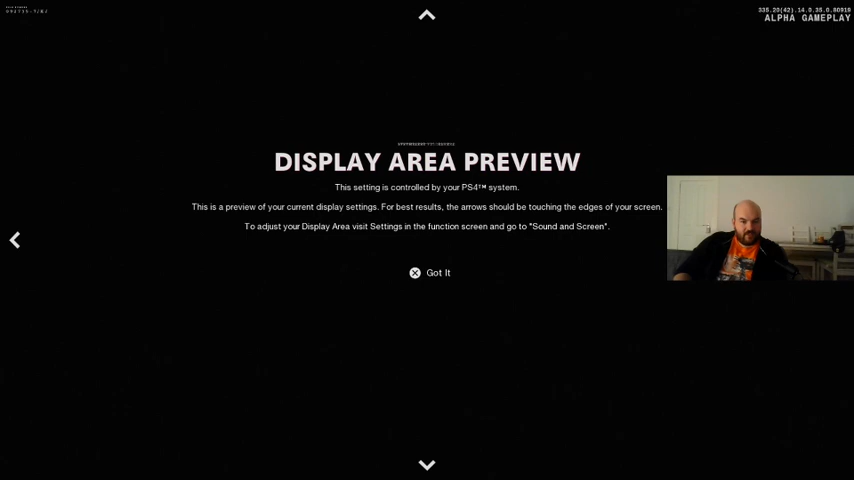 335.20(42).14.0.35.0.80919
ALPHA GAMEPLAY
DISPLAY AREA PREVIEW
This setting is controlled by your PS4™ system.
This is a preview of your current display settings. For best results, the arrows should be touching the edges of your screen.
To adjust your Display Area visit Settings in the function screen and go to "Sound and Screen".
Got It